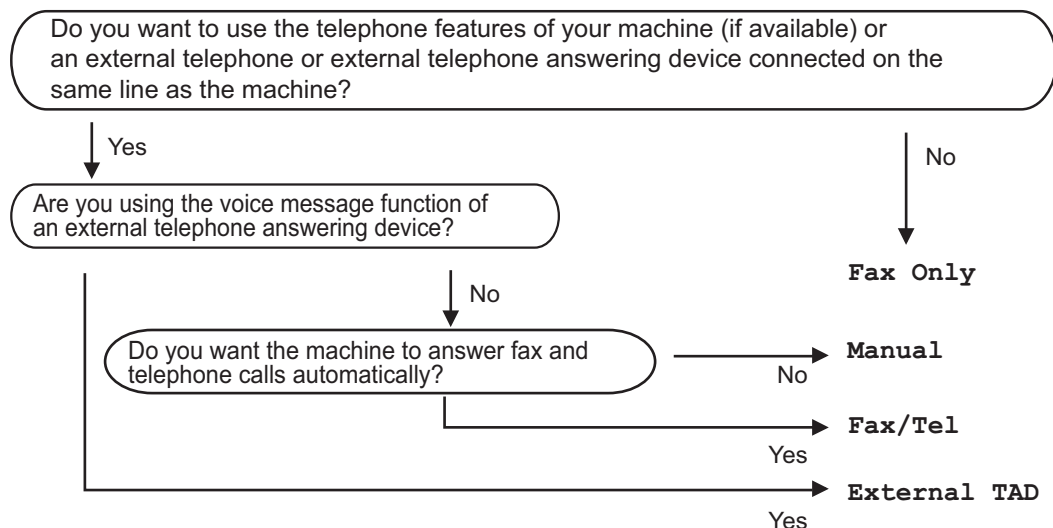 Do you want to use the telephone features of your machine (if available) or
an external telephone or external telephone answering device connected on the
same line as the machine?
Yes
No
Are you using the voice message function of
an external telephone answering device?
Fax Only
No
Do you want the machine to answer fax and
telephone calls automatically?
Manual
No
Fax/Tel
Yes
External TAD
Yes